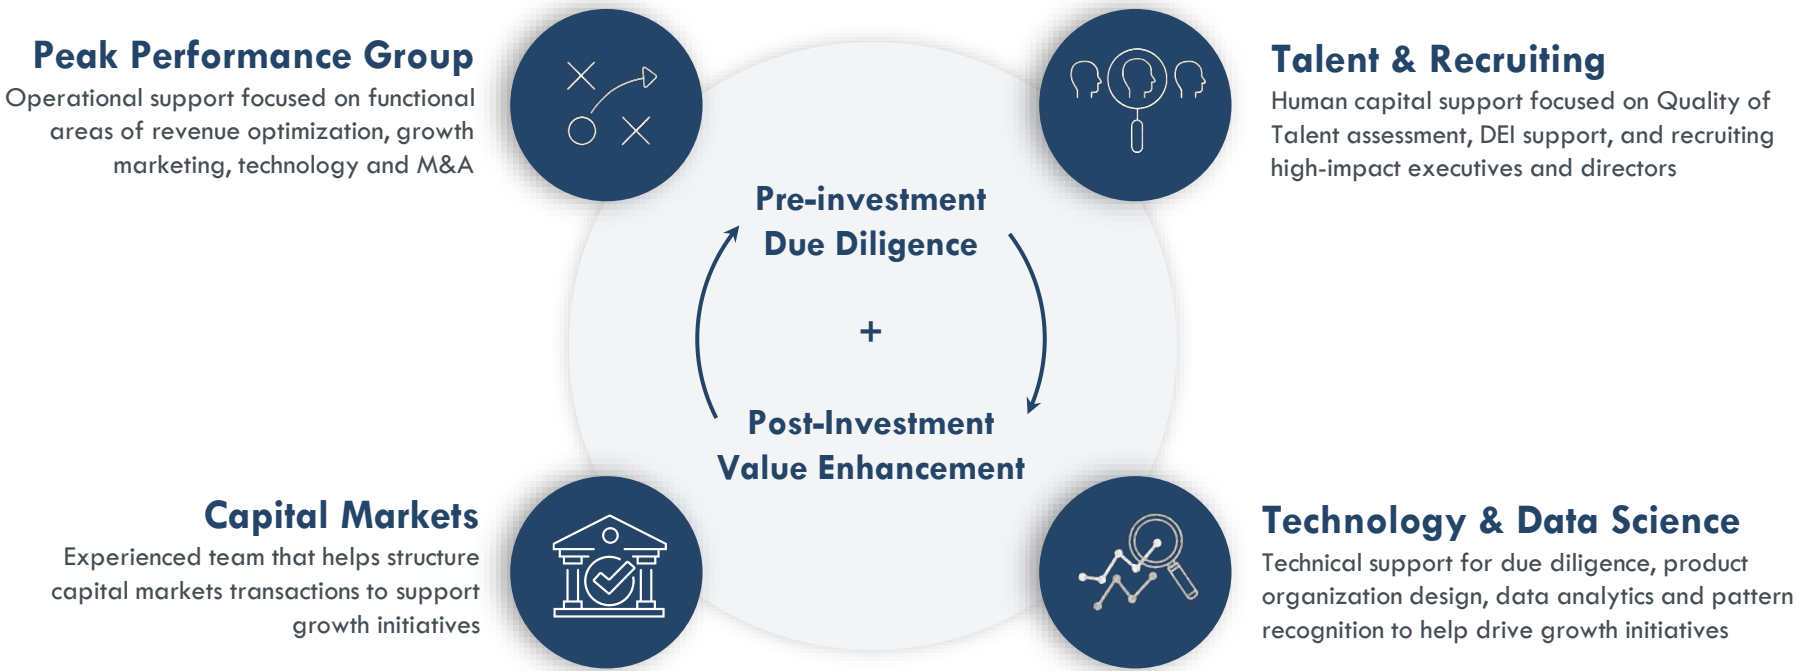 Peak Performance Group
Operational support focused on functional
areas of revenue optimization, growth
marketing, technology and M&A
Talent & Recruiting
Human capital support focused on Quality of
Talent assessment, DEI support, and recruiting
high-impact executives and directors
Pre-investment
Due Diligence
+
Post-Investment
Value Enhancement
Capital Markets
Experienced team that helps structure
capital markets transactions to support
growth initiatives
Technology & Data Science
Technical support for due diligence, product
organization design, data analytics and pattern
recognition to help drive growth initiatives